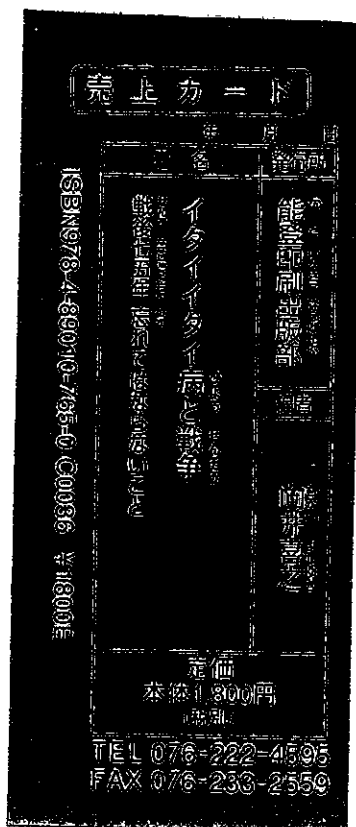 売上カード
年 月 日
書名
発売所
能登印刷出版部
イタイイタイ病と戦争
戦後七五年 忘れてはならないこと
著者
向井嘉之
定価
本体1,800円
(税別)
ISBN978-4-89010-765-0 C0036 ¥1800E
TEL 076-222-4595
FAX 076-233-2559